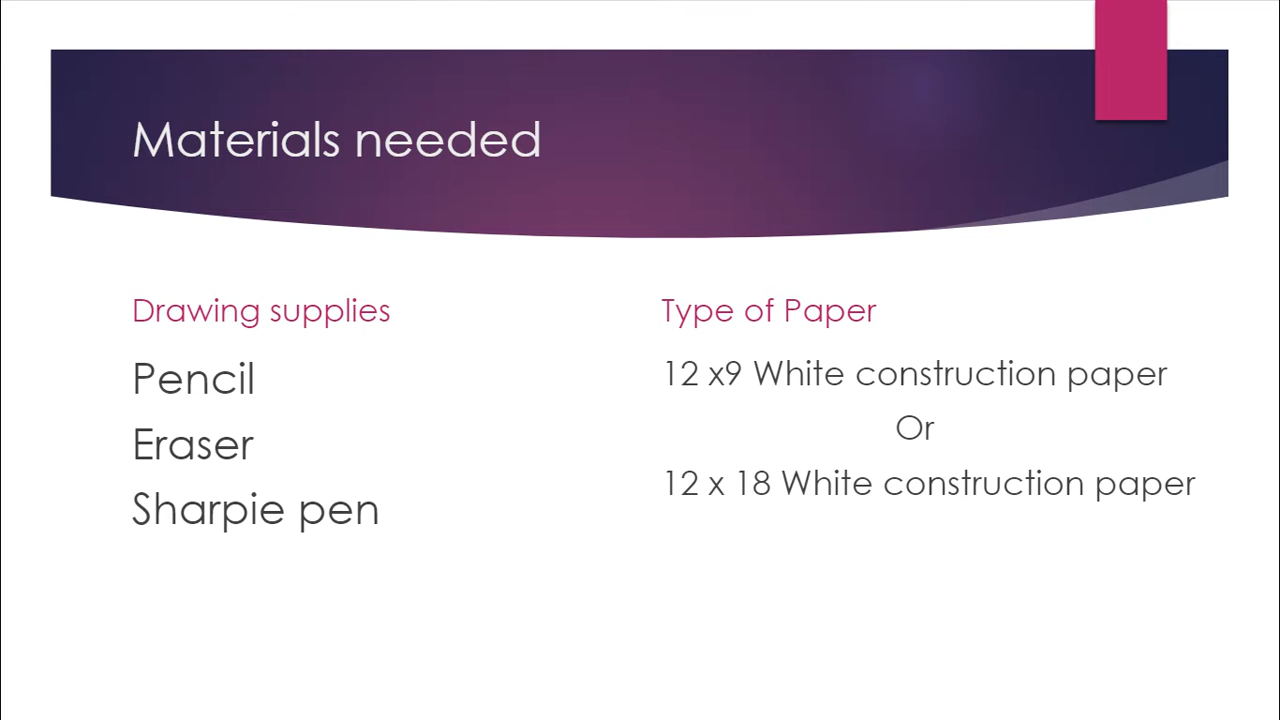 Materials needed
Drawing supplies
Pencil
Eraser
Sharpie pen
Type of Paper
12 x9 White construction paper
Or
12 x 18 White construction paper